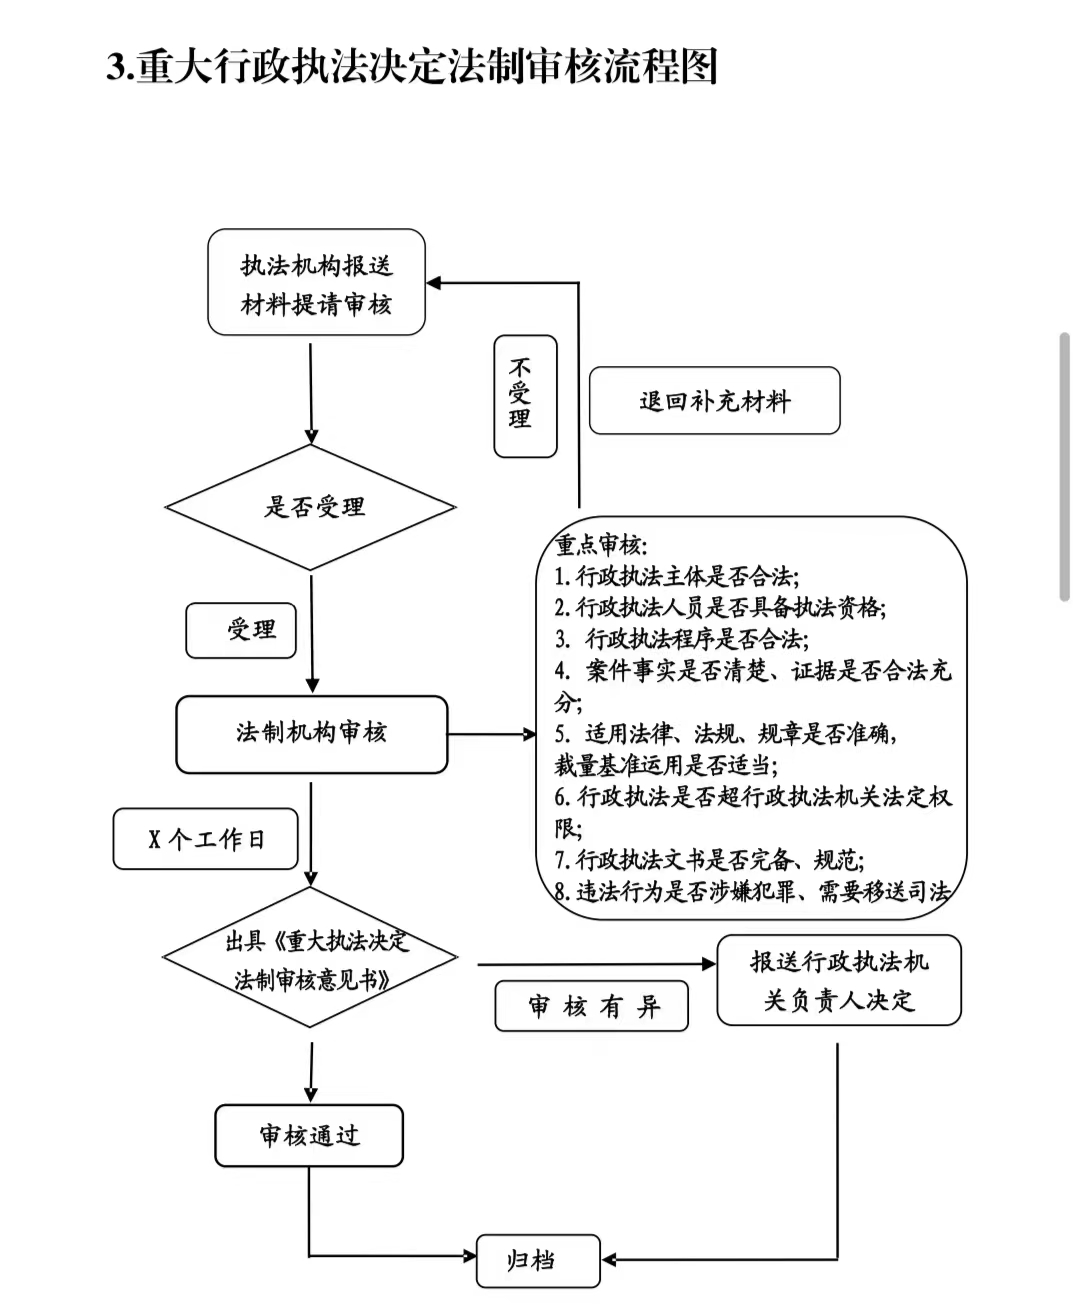 3.重大行政执法决定法制审核流程图
执法机构报送
材料提请审核
不
受
理
退回补充材料
是否受理
受理
法制机构审核
重点审核:
1.行政执法主体是否合法;
2.行政执法人员是否具备执法资格;
3. 行政执法程序是否合法;
4. 案件事实是否清楚、证据是否合法充
分;
5. 适用法律、法规、规章是否准确,
裁量基准运用是否适当;
6.行政执法是否超行政执法机关法定权
限;
7.行政执法文书是否完备、规范;
8.违法行为是否涉嫌犯罪、需要移送司法
X个工作日
出具《重大执法决定
法制审核意见书》
审核有异
报送行政执法机
关负责人决定
审核通过
归档